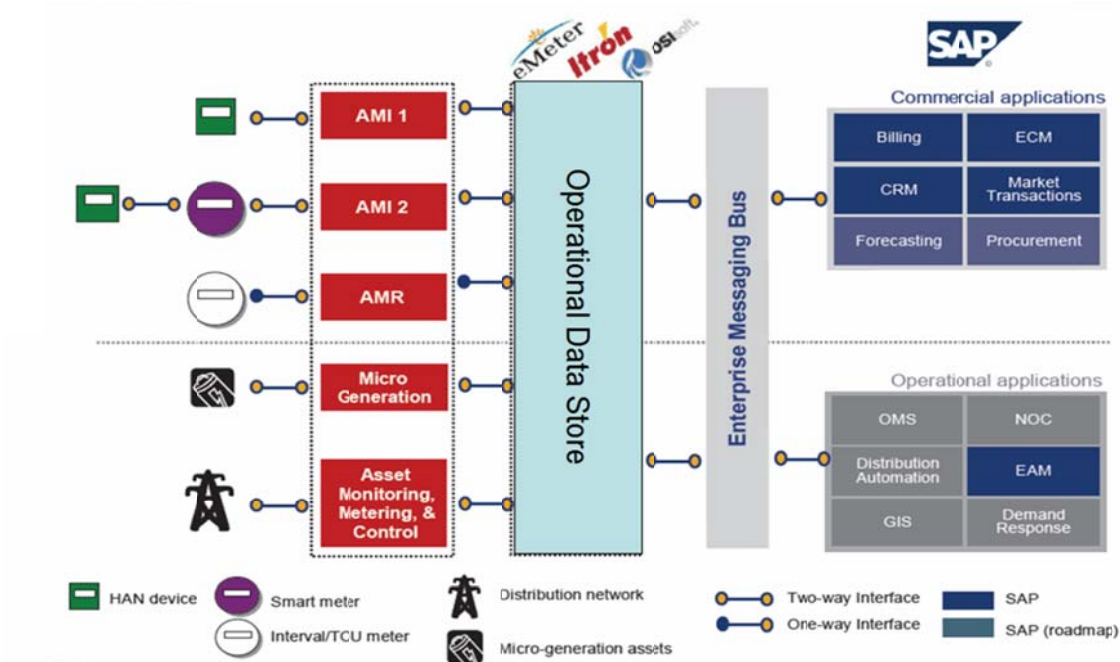 eMeter
Itron
OSIsoft.
SAP
®
Commercial applications
AMI 1
Billing
ECM
AMI 2
CRM
Market
Transactions
Forecasting
Procurement
AMR
Operational Data Store
Enterprise Messaging Bus
Micro
Generation
Operational applications
OMS
NOC
Asset
Monitoring,
Metering, &
Control
Distribution
Automation
EAM
GIS
Demand
Response
HAN device
Smart meter
Interval/TCU meter
Distribution network
Micro-generation assets
Two-way Interface
One-way Interface
SAP
SAP (roadmap)